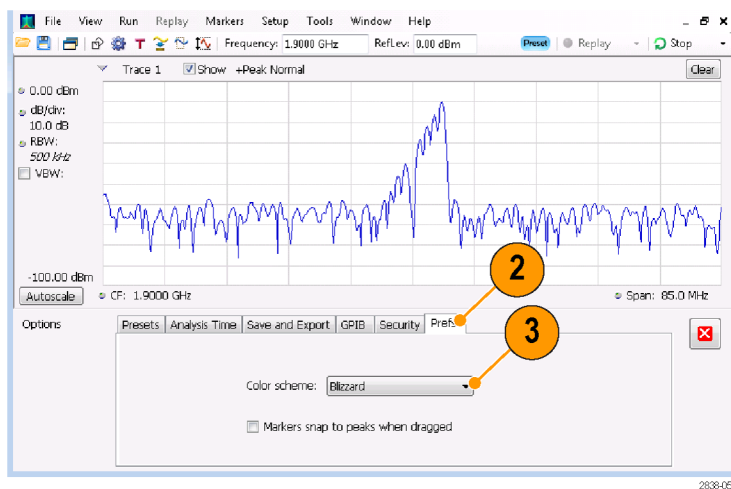 File View Run Replay Markers Setup Tools Window Help
T Frequency: 1.9000 GHz RefLev: 0.00 dBm Preset Replay Stop
Trace 1 Show +Peak Normal Clear
0.00 dBm
dB/div:
10.0 dB
RBW:
500 kHz
VBW:
-100.00 dBm
Autoscale CF: 1.9000 GHz Span: 85.0 MHz
2
Options Presets Analysis Time Save and Export GPIB Security Prefs
3
Color scheme: Blizzard
Markers snap to peaks when dragged
2838-05